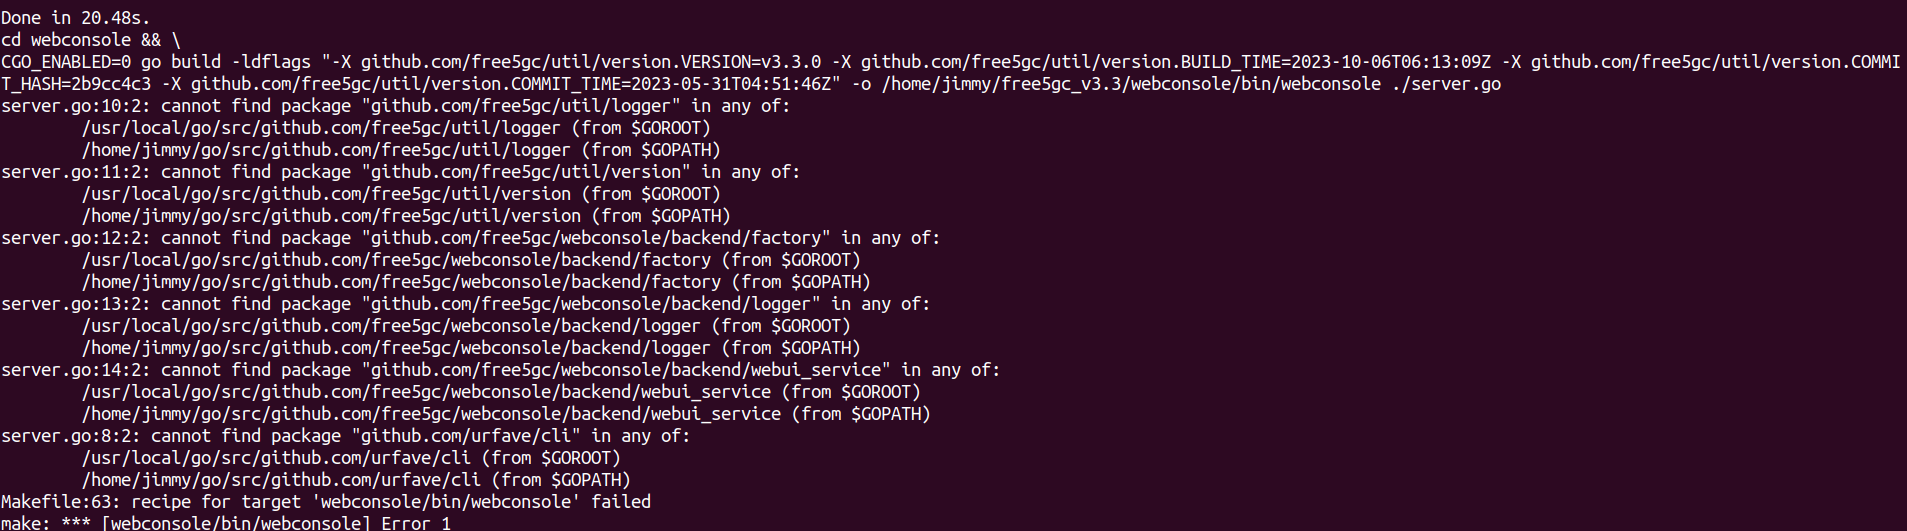 Done in 20.48s.
cd webconsole && \
CGO_ENABLED=0 go build -ldflags "-X github.com/free5gc/util/version.VERSION=v3.3.0 -X github.com/free5gc/util/version.BUILD_TIME=2023-10-06T06:13:09Z -X github.com/free5gc/util/version.COMMI
T_HASH=2b9cc4c3 -X github.com/free5gc/util/version.COMMIT_TIME=2023-05-31T04:51:46Z" -o /home/jimmy/free5gc_v3.3/webconsole/bin/webconsole ./server.go
server.go:10:2: cannot find package "github.com/free5gc/util/logger" in any of:
        /usr/local/go/src/github.com/free5gc/util/logger (from $GOROOT)
        /home/jimmy/go/src/github.com/free5gc/util/logger (from $GOPATH)
server.go:11:2: cannot find package "github.com/free5gc/util/version" in any of:
        /usr/local/go/src/github.com/free5gc/util/version (from $GOROOT)
        /home/jimmy/go/src/github.com/free5gc/util/version (from $GOPATH)
server.go:12:2: cannot find package "github.com/free5gc/webconsole/backend/factory" in any of:
        /usr/local/go/src/github.com/free5gc/webconsole/backend/factory (from $GOROOT)
        /home/jimmy/go/src/github.com/free5gc/webconsole/backend/factory (from $GOPATH)
server.go:13:2: cannot find package "github.com/free5gc/webconsole/backend/logger" in any of:
        /usr/local/go/src/github.com/free5gc/webconsole/backend/logger (from $GOROOT)
        /home/jimmy/go/src/github.com/free5gc/webconsole/backend/logger (from $GOPATH)
server.go:14:2: cannot find package "github.com/free5gc/webconsole/backend/webui_service" in any of:
        /usr/local/go/src/github.com/free5gc/webconsole/backend/webui_service (from $GOROOT)
        /home/jimmy/go/src/github.com/free5gc/webconsole/backend/webui_service (from $GOPATH)
server.go:8:2: cannot find package "github.com/urfave/cli" in any of:
        /usr/local/go/src/github.com/urfave/cli (from $GOROOT)
        /home/jimmy/go/src/github.com/urfave/cli (from $GOPATH)
Makefile:63: recipe for target 'webconsole/bin/webconsole' failed
make: *** [webconsole/bin/webconsole] Error 1